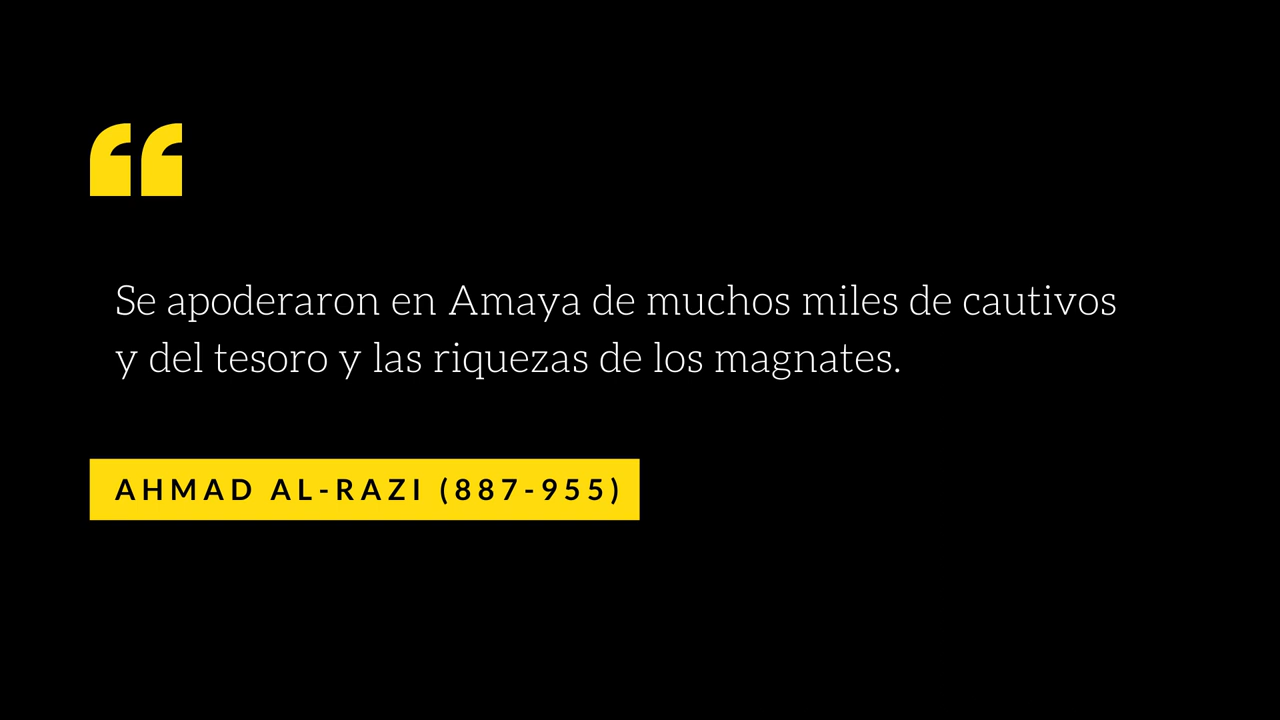 “
Se apoderaron en Amaya de muchos miles de cautivos
y del tesoro y las riquezas de los magnates.
AHMAD AL-RAZI (887-955)